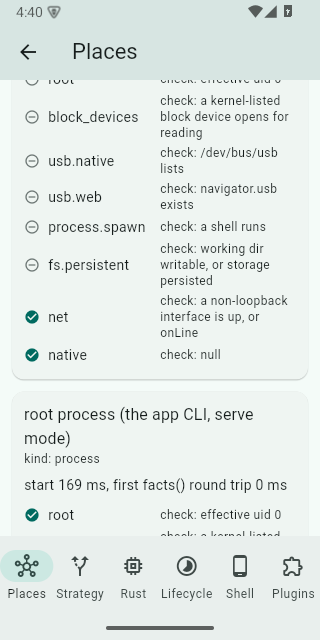 4:40
Places
root check: effective uid 0
block_devices check: a kernel-listed
block device opens for
reading
usb.native check: /dev/bus/usb
lists
usb.web check: navigator.usb
exists
process.spawn check: a shell runs
fs.persistent check: working dir
writable, or storage
persisted
net check: a non-loopback
interface is up, or
onLine
native check: null
root process (the app CLI, serve
mode)
kind: process
start 169 ms, first facts() round trip 0 ms
root check: effective uid 0
check: a kernel-listed
Places Strategy Rust Lifecycle Shell Plugins